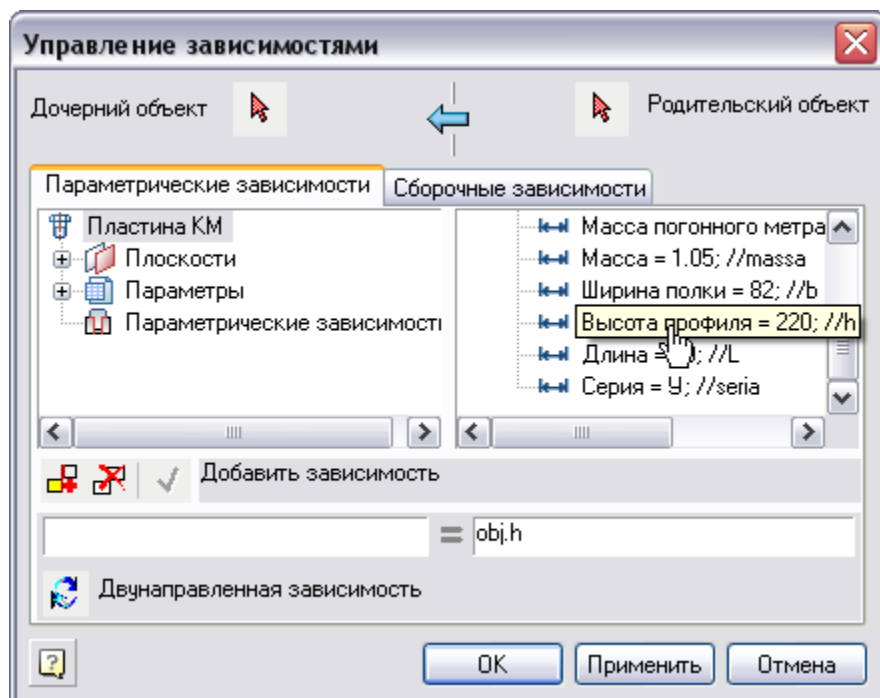 Управление зависимостями
Дочерний объект
Родительский объект
Параметрические зависимости
Сборочные зависимости
Пластина КМ
Плоскости
Параметры
Параметрические зависимості
Масса погонного метра
Масса = 1.05; //massa
Ширина полки = 82; //b
Высота профиля = 220; //h
Длина = ; //L
Серия = У; //seria
Добавить зависимость
= obj.h
Двунаправленная зависимость
?
OK
Применить
Отмена